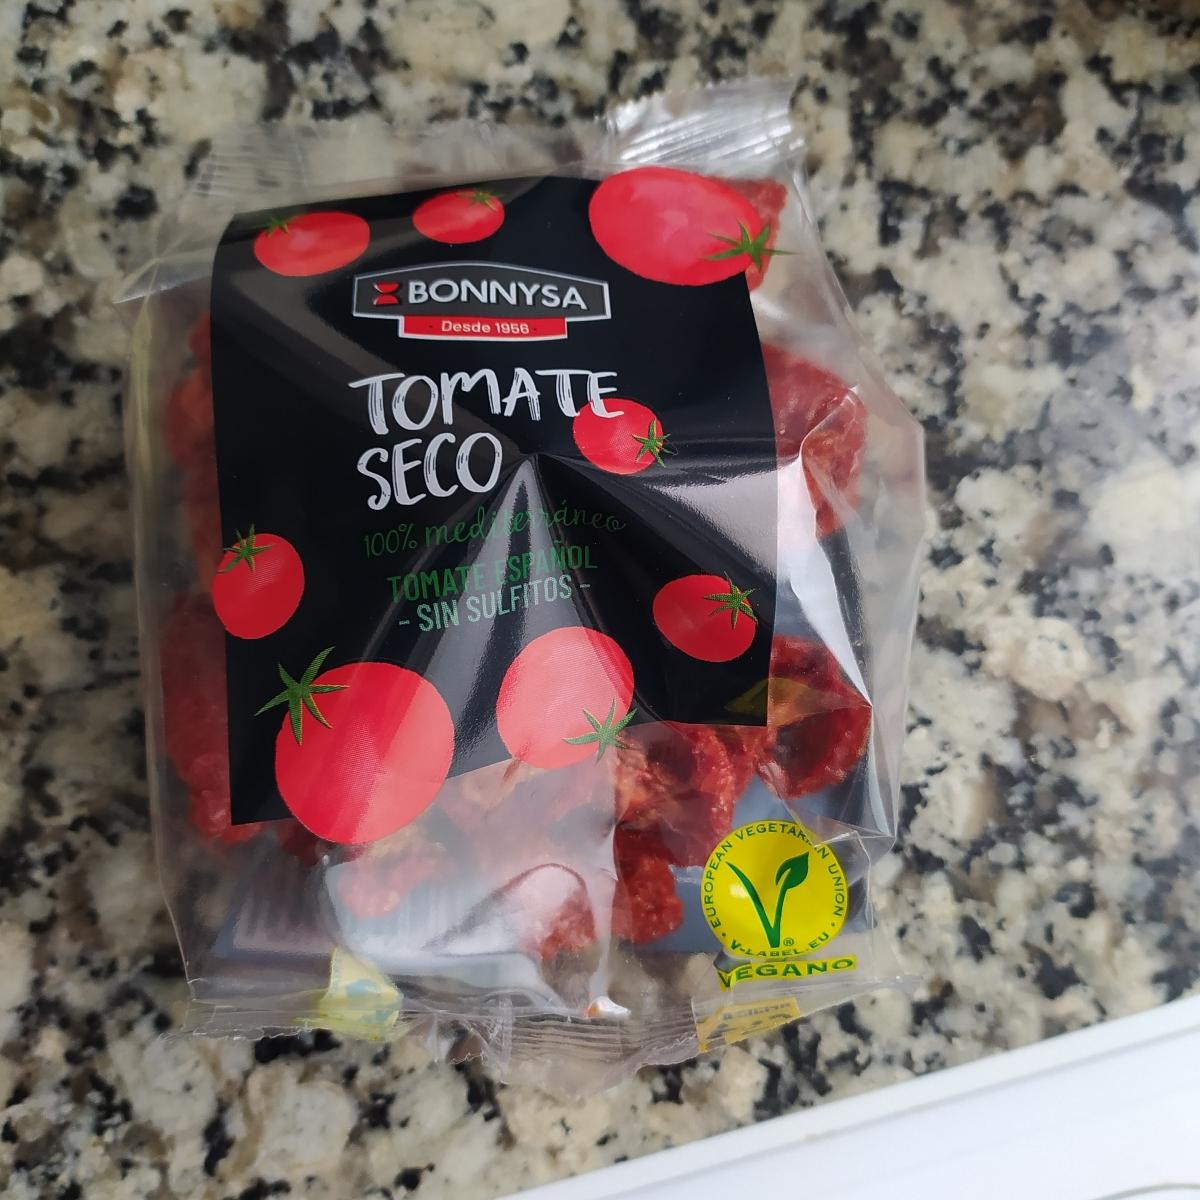 BONNYSA
Desde 1956
TOMATE
SECO
100% mediterráneo
TOMATE ESPAÑOL
- SIN SULFITOS -
EUROPEAN VEGETARIAN UNION
V-LABEL.EU
VEGANO